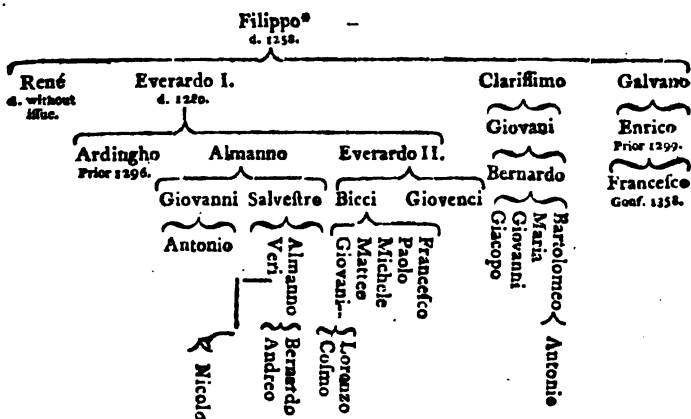 Filippo*
d. 1258.
René Everardo I. Clariſſimo Galvano
d. without iſſue.
d. 1280.
Giovani Enrico
Prior 1299.
Ardingho Almanno Everardo II.
Prior 1296.
Bernardo Franceſco
Gonf. 1358.
Giovanni Salveſtro Bicci Giovenci
Antonio
Veri
Almanno
Giovani--
Matteo
Michele
Paolo
Franceſco
Giacopo
Giovanni
Maria
Bartolomeo
Nicolo
Andreo
Bernardo
Coſmo
Lorenzo
Antonio